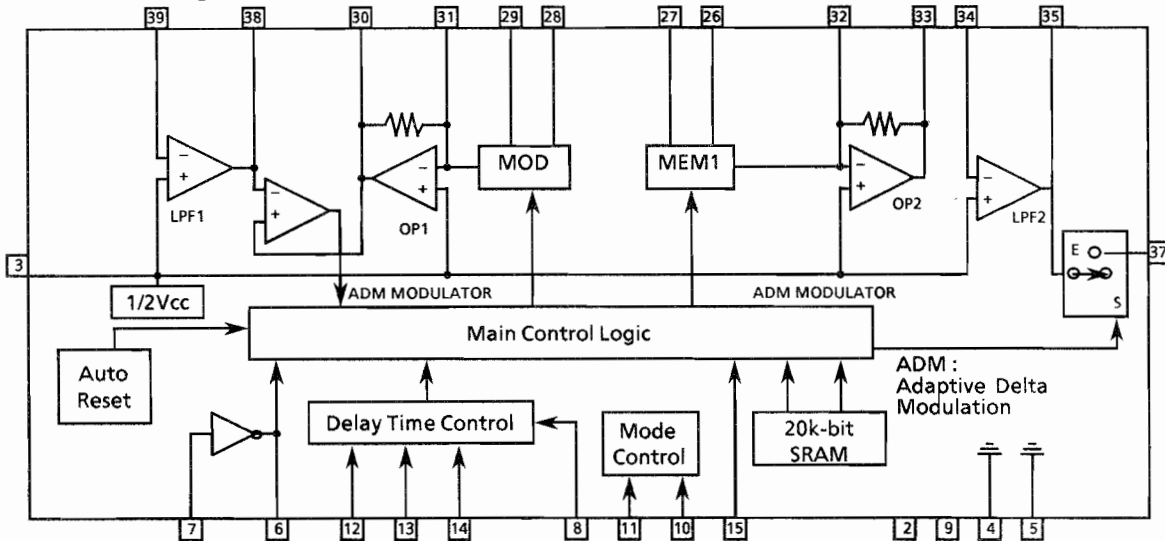 39 38 30 31 29 28 27 26 32 33 34 35
MOD
MEM1
−
+
LPF1
−
+
−
+
OP1
−
+
OP2
−
+
LPF2
E
37
S
3
1/2Vcc
ADM MODULATOR
ADM MODULATOR
Main Control Logic
Auto
Reset
ADM :
Adaptive Delta
Modulation
Delay Time Control
Mode
Control
20k-bit
SRAM
7 6 12 13 14 8 11 10 15 2 9 4 5